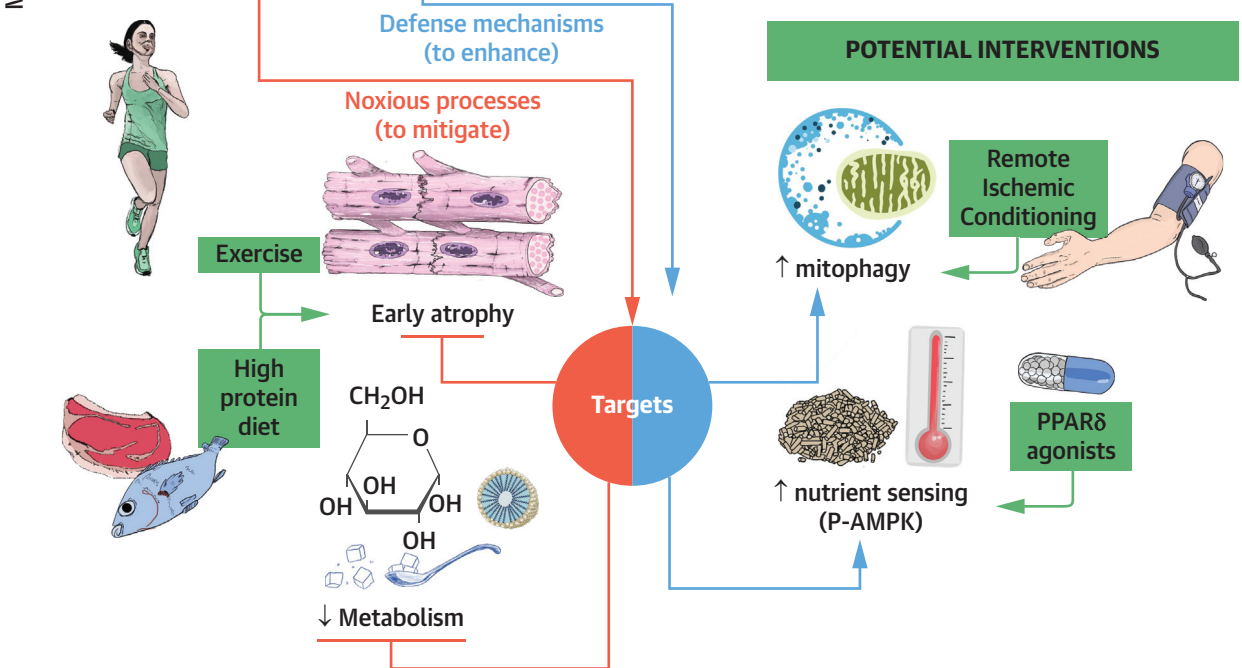 N
Defense mechanisms
(to enhance)
POTENTIAL INTERVENTIONS
Noxious processes
(to mitigate)
Remote
Ischemic
Conditioning
Exercise
↑ mitophagy
Early atrophy
High
protein
diet
Targets
CH₂OH
O
OH
OH
OH
OH
PPARδ
agonists
↑ nutrient sensing
(P-AMPK)
↓ Metabolism